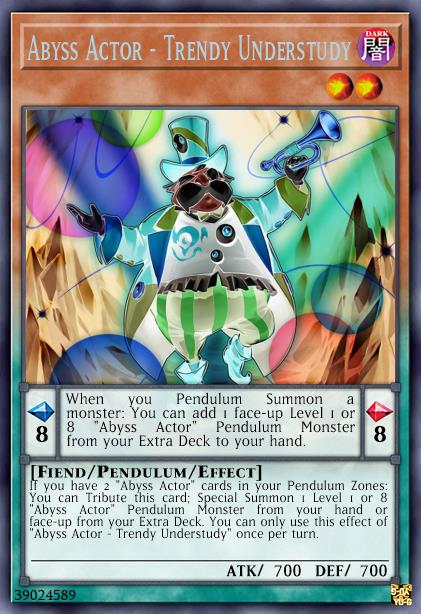 Abyss Actor - Trendy Understudy
DARK
闇
When you Pendulum Summon a
monster: You can add 1 face-up Level 1 or
8 "Abyss Actor" Pendulum Monster
from your Extra Deck to your hand.
8
8
[Fiend/Pendulum/Effect]
If you have 2 "Abyss Actor" cards in your Pendulum Zones:
You can Tribute this card; Special Summon 1 Level 1 or 8
"Abyss Actor" Pendulum Monster from your hand or
face-up from your Extra Deck. You can only use this effect of
"Abyss Actor - Trendy Understudy" once per turn.
ATK/ 700 DEF/ 700
39024589